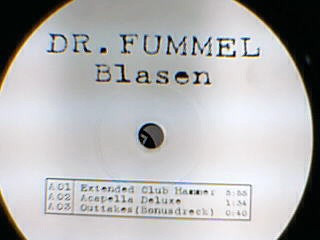 DR. FUMMEL
Blasen
A01 Extended Club Hammer 5:55
A02 Acapella Deluxe 1:34
A03 Outtakes (Bonusdreck) 0:40